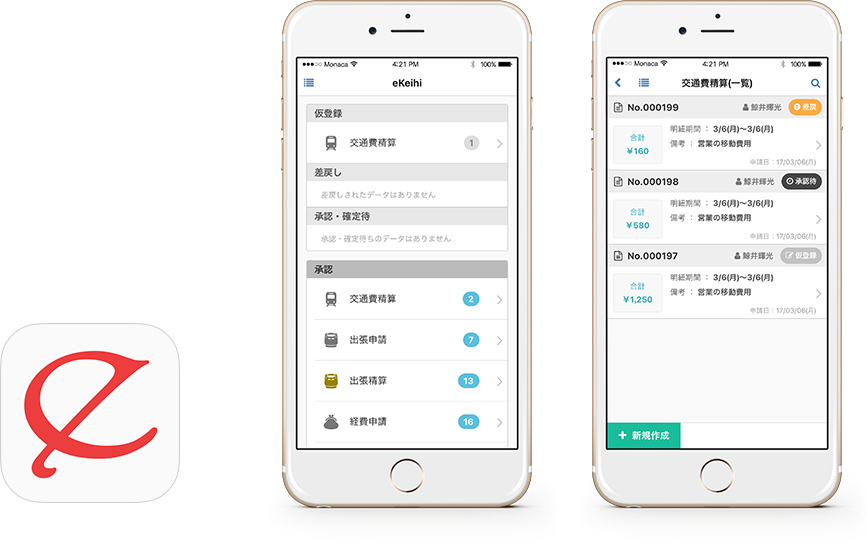 Monaca 4:21 PM 100%
eKeihi
仮登録
交通費精算 1
差戻し
差戻しされたデータはありません
承認・確定待
承認・確定待ちのデータはありません
承認
交通費精算 2
出張申請 7
出張精算 13
経費申請 16
Monaca 4:21 PM 100%
交通費精算(一覧)
No.000199 鯨井輝光 差戻
合計 ¥160
明細期間 : 3/6(月)〜3/6(月)
備考 : 営業の移動費用
申請日 : 17/03/06(月)
No.000198 鯨井輝光 承認待
合計 ¥580
明細期間 : 3/6(月)〜3/6(月)
備考 : 営業の移動費用
申請日 : 17/03/06(月)
No.000197 鯨井輝光 仮登録
合計 ¥1,250
明細期間 : 3/6(月)〜3/6(月)
備考 : 営業の移動費用
申請日 : 17/03/08(月)
+ 新規作成
e